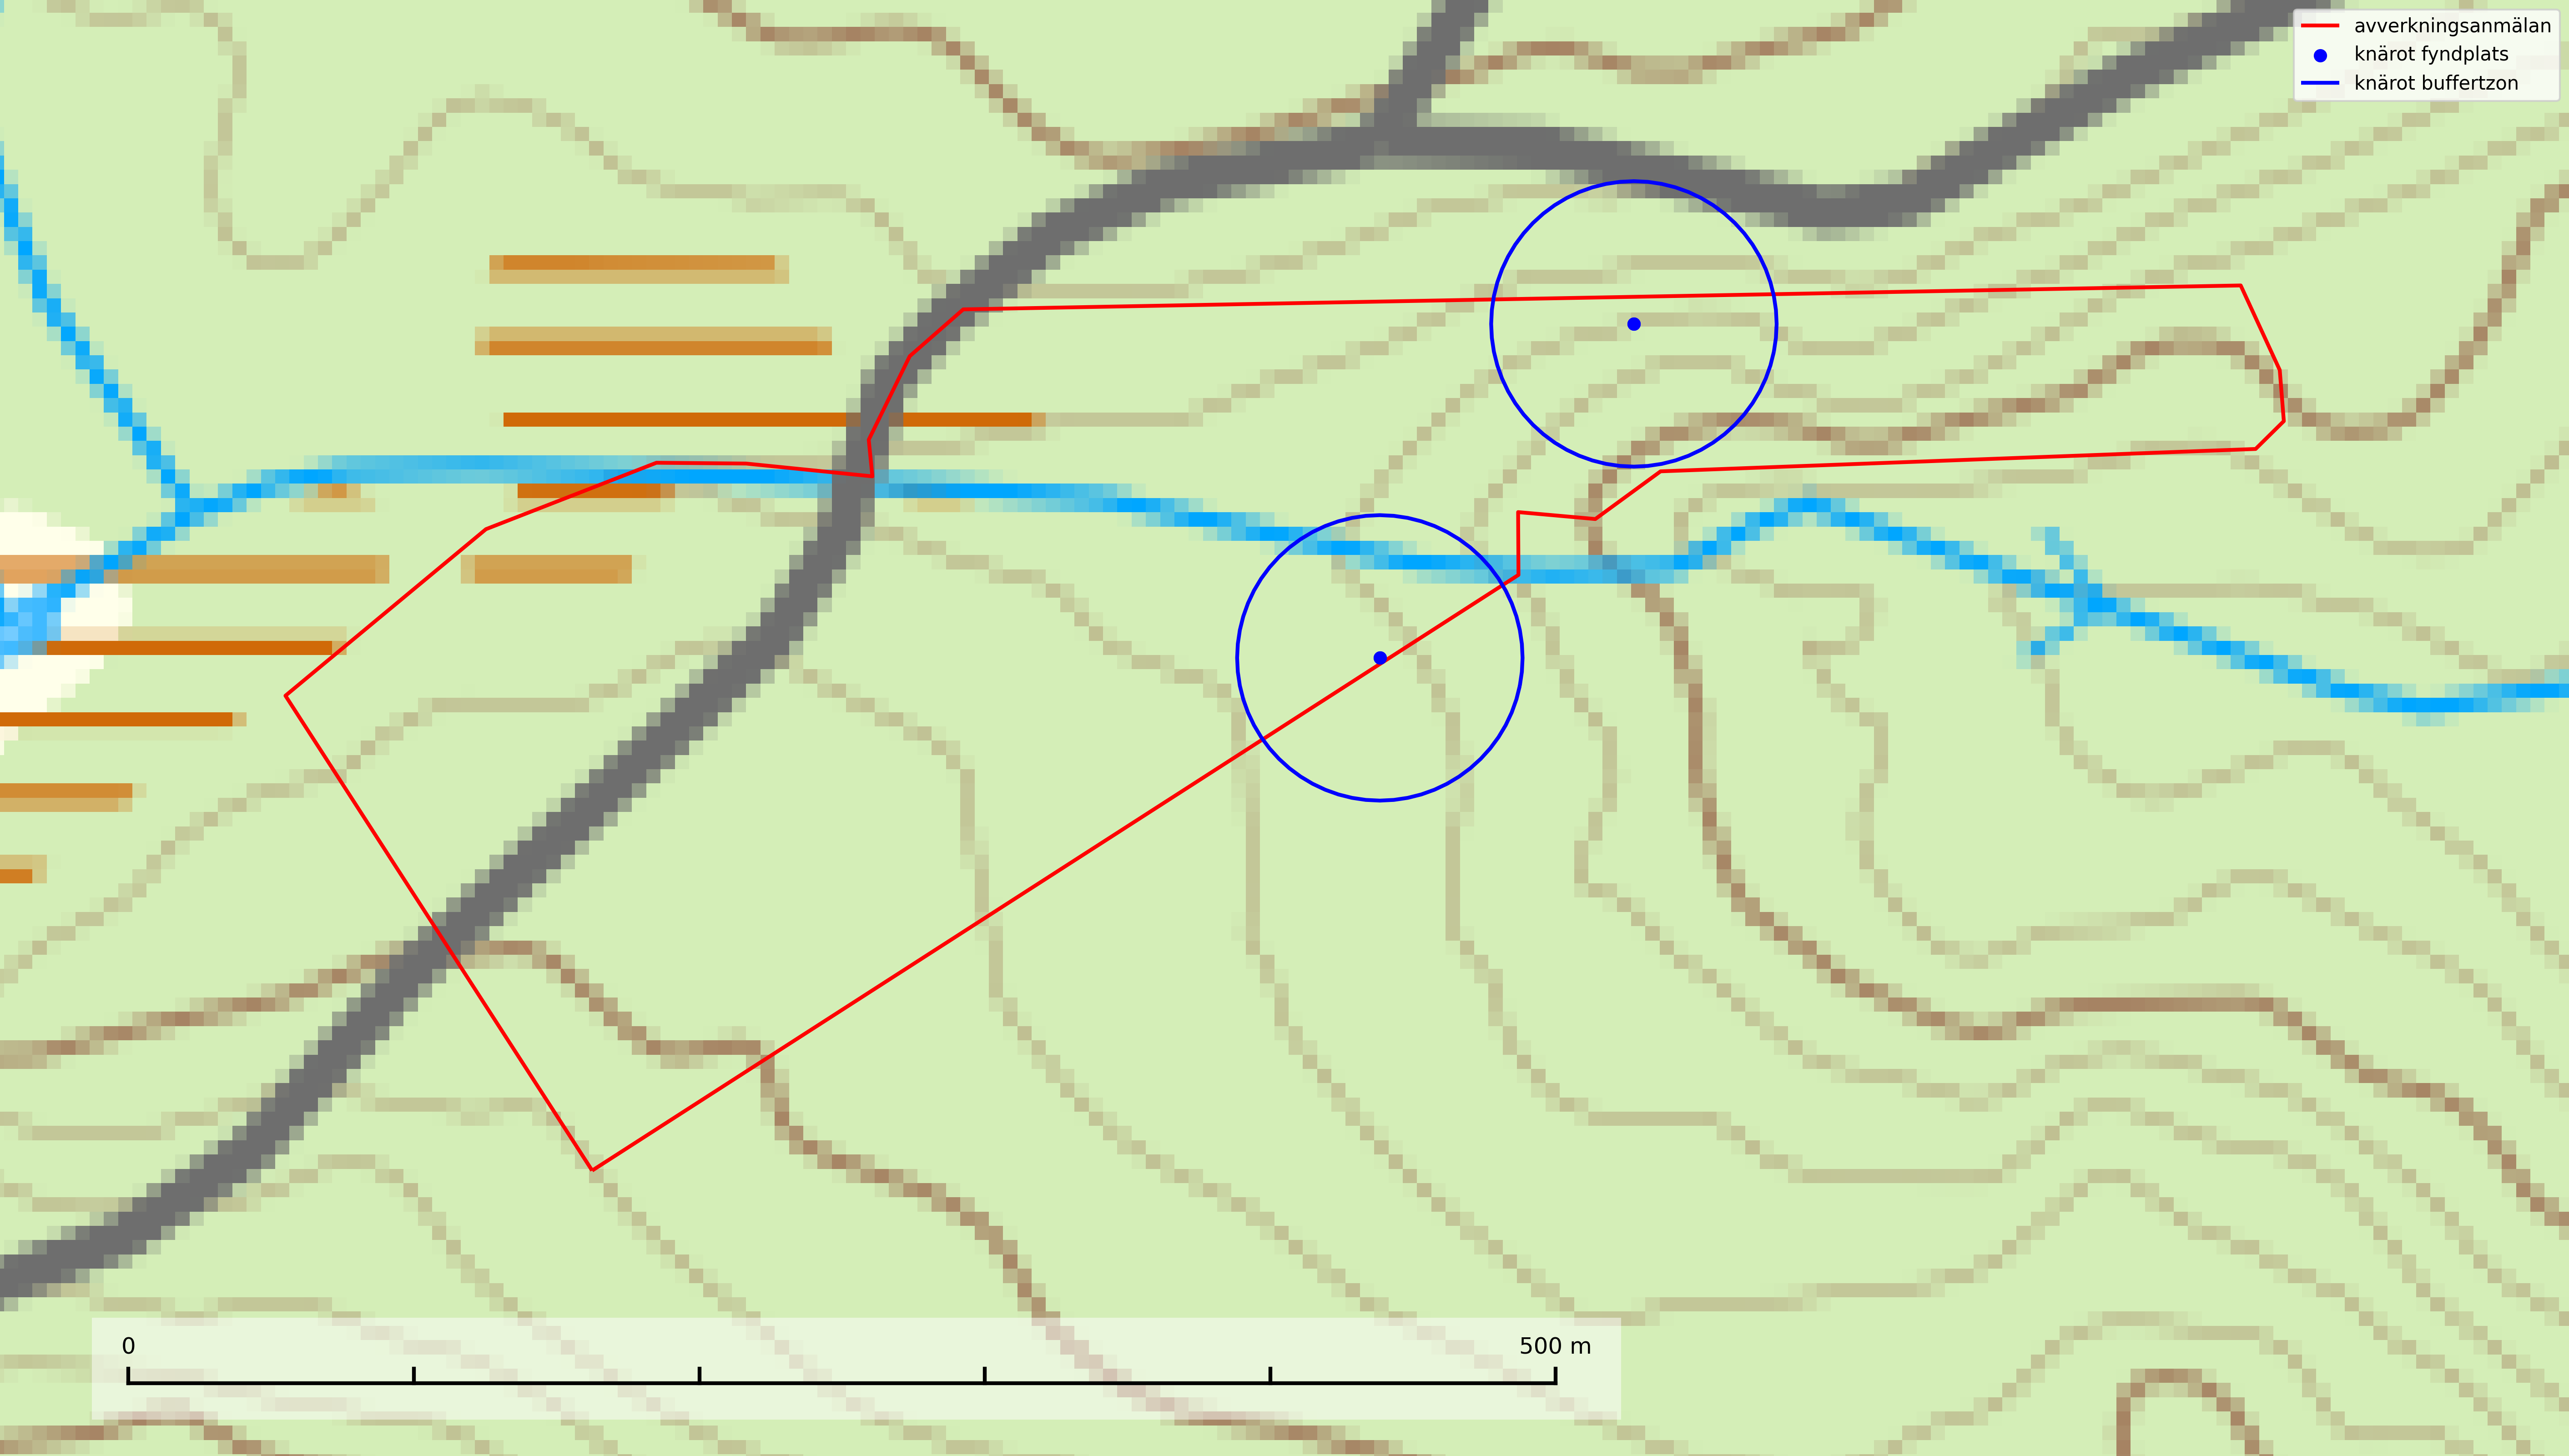 avverkningsanmälan
knärot fyndplats
knärot buffertzon
0 500 m